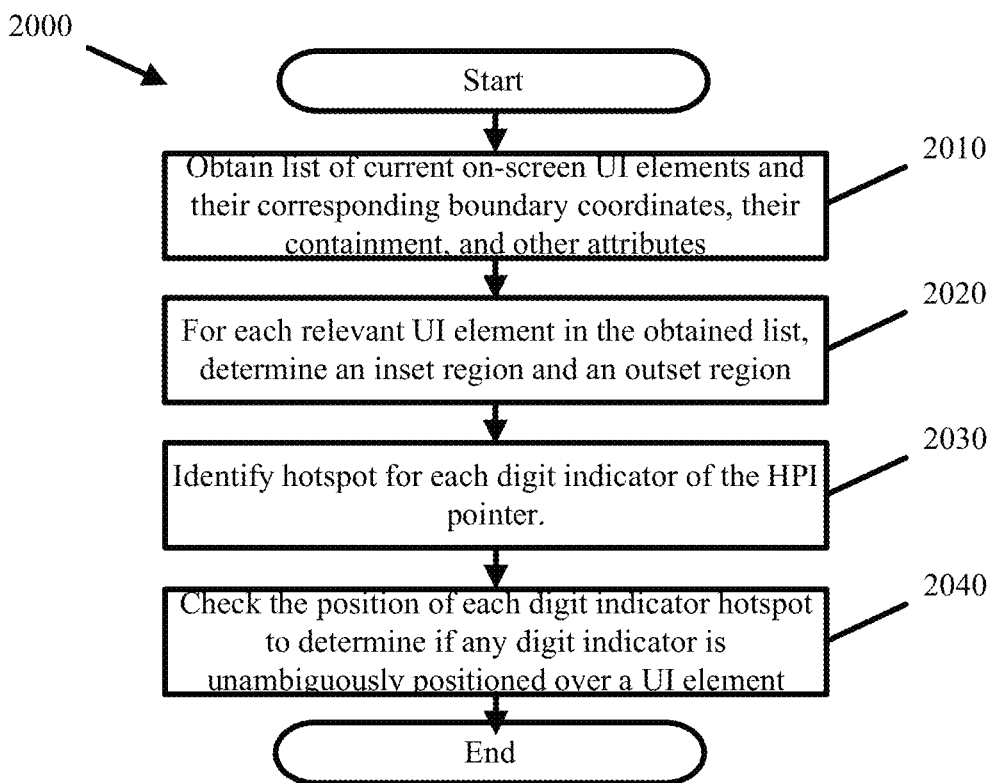 2000
Start
Obtain list of current on-screen UI elements and
their corresponding boundary coordinates, their
containment, and other attributes
2010
For each relevant UI element in the obtained list,
determine an inset region and an outset region
2020
Identify hotspot for each digit indicator of the HPI
pointer.
2030
Check the position of each digit indicator hotspot
to determine if any digit indicator is
unambiguously positioned over a UI element
2040
End